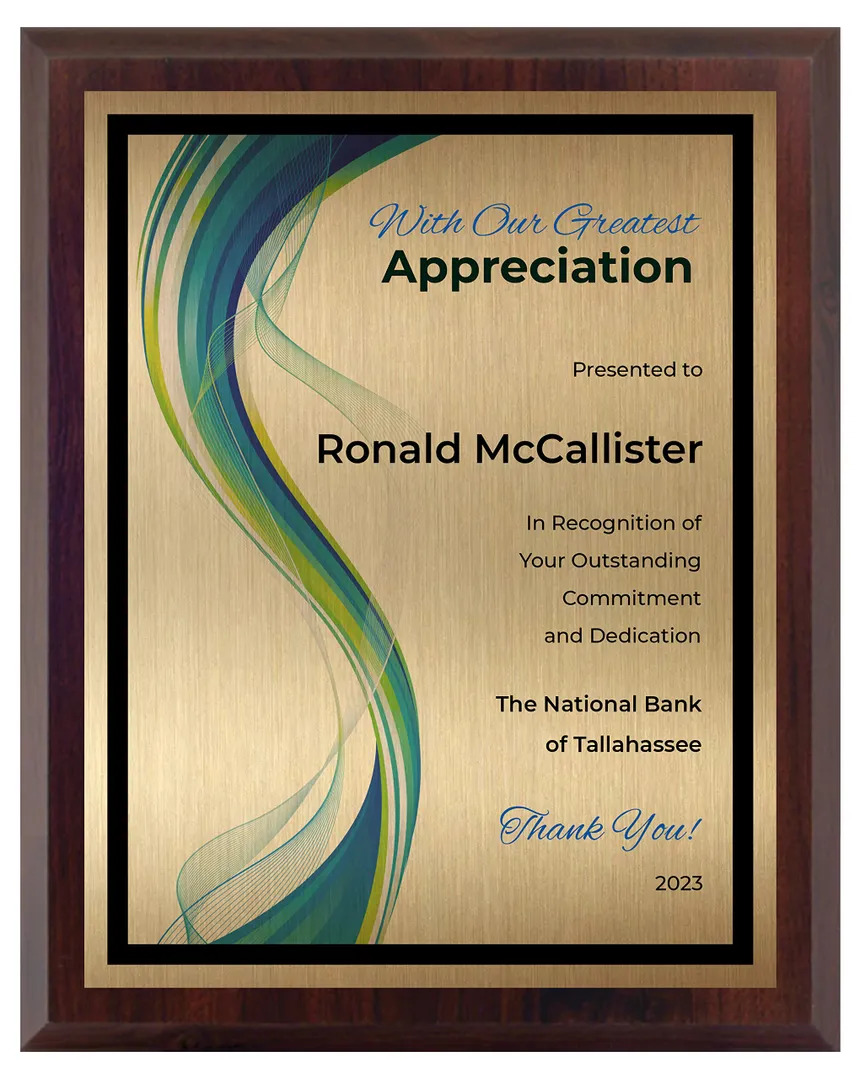 With Our Greatest
Appreciation
Presented to
Ronald McCallister
In Recognition of
Your Outstanding
Commitment
and Dedication
The National Bank
of Tallahassee
Thank You!
2023